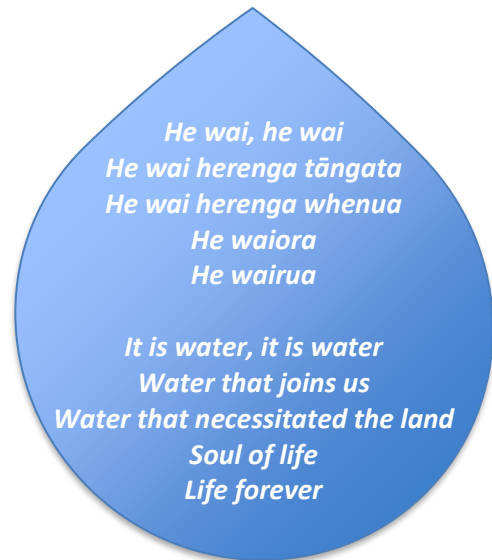 He wai, he wai
He wai herenga tāngata
He wai herenga whenua
He waiora
He wairua
It is water, it is water
Water that joins us
Water that necessitated the land
Soul of life
Life forever